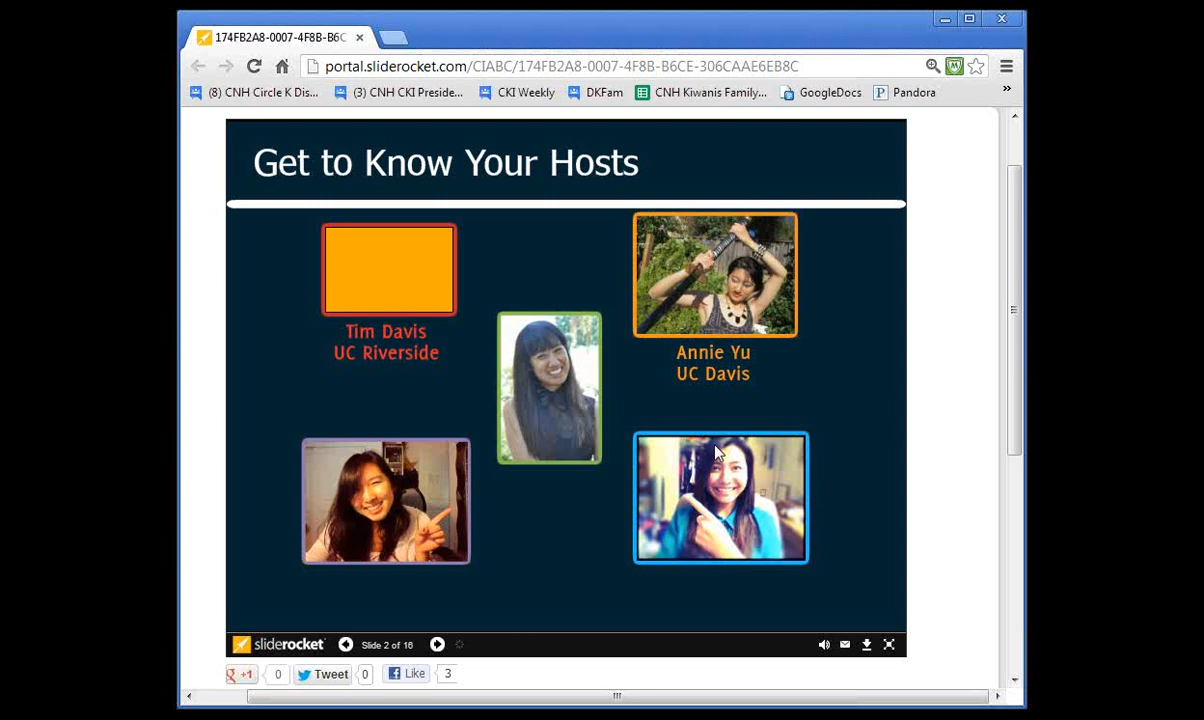 174FB2A8-0007-4F8B-B6C
portal.sliderocket.com/CIABC/174FB2A8-0007-4F8B-B6CE-306CAAE6EB8C
(8) CNH Circle K Dis... (3) CNH CKI Preside... CKI Weekly DKFam CNH Kiwanis Family... GoogleDocs P Pandora »
Get to Know Your Hosts
Tim Davis
UC Riverside
Annie Yu
UC Davis
sliderocket Slide 2 of 16
g +1 0 Tweet 0 f Like 3